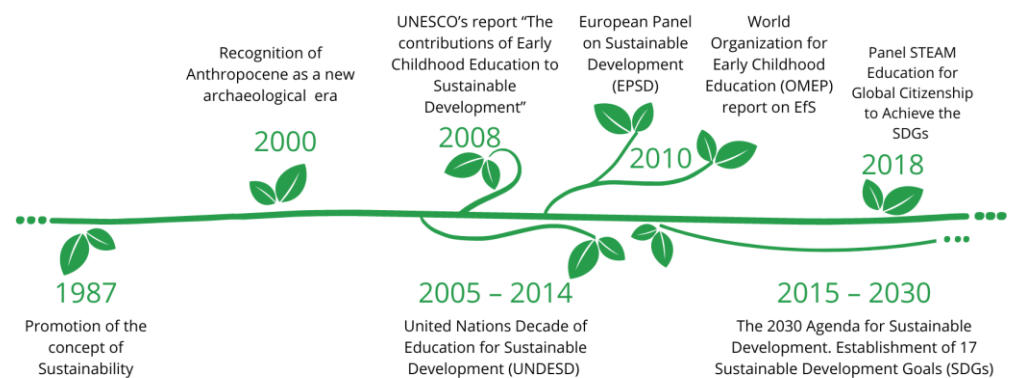 Recognition of
Anthropocene as a new
archaeological era
2000
UNESCO’s report “The
contributions of Early
Childhood Education to
Sustainable
Development”
2008
European Panel
on Sustainable
Development
(EPSD)
World
Organization for
Early Childhood
Education (OMEP)
report on EfS
2010
Panel STEAM
Education for
Global Citizenship
to Achieve the
SDGs
2018
1987
Promotion of the
concept of
Sustainability
2005 – 2014
United Nations Decade of
Education for Sustainable
Development (UNDESD)
2015 – 2030
The 2030 Agenda for Sustainable
Development. Establishment of 17
Sustainable Development Goals (SDGs)